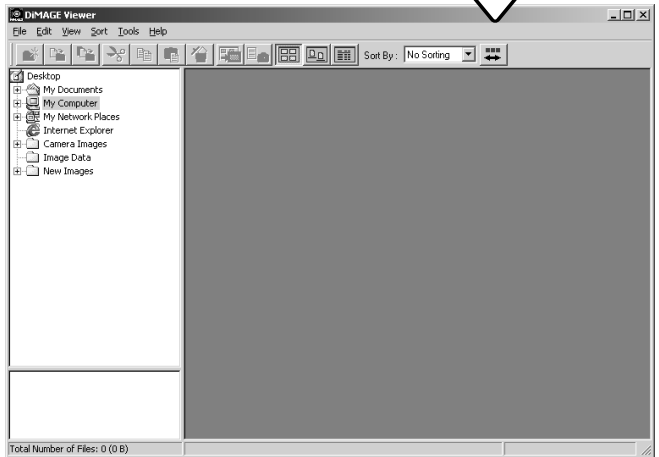 DiMAGE Viewer
File Edit View Sort Tools Help
Sort By : No Sorting
Desktop
My Documents
My Computer
My Network Places
Internet Explorer
Camera Images
Image Data
New Images
Total Number of Files: 0 (0 B)